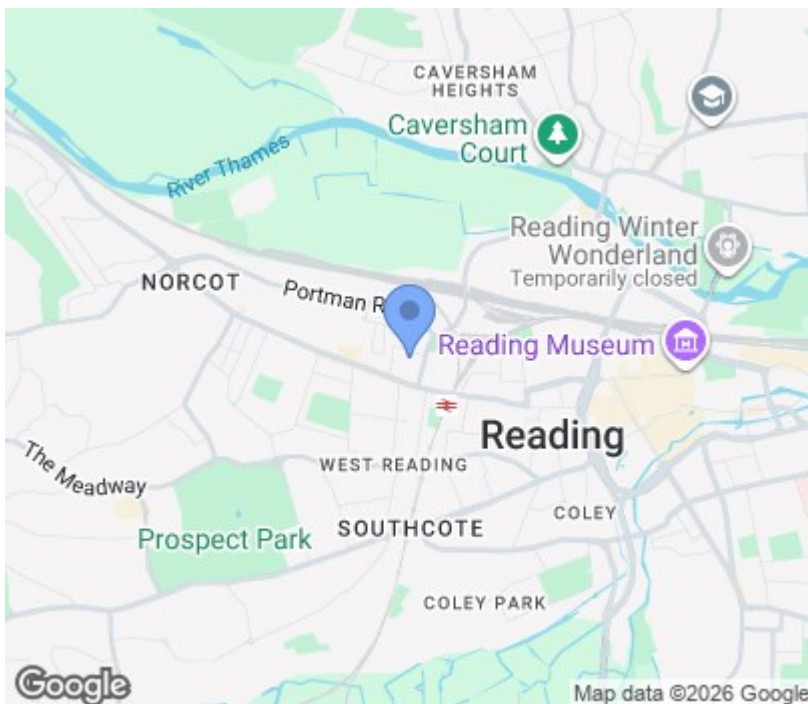 CAVERSHAM
HEIGHTS
Caversham
Court
River Thames
Reading Winter
Wonderland
Temporarily closed
NORCOT
Portman R
Reading Museum
Reading
The Meadway
WEST READING
COLEY
SOUTHCOTE
Prospect Park
COLEY PARK
Google
Map data ©2026 Google